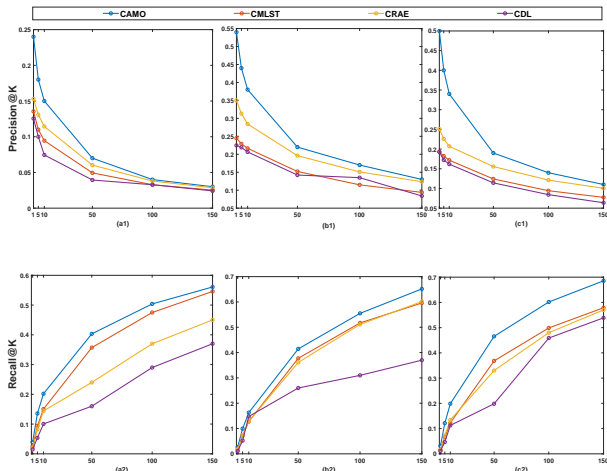 CAMO CMLST CRAE CDL
Precision@K
0.25 0.2 0.15 0.1 0.05 0
1 5 10 50 100 150
(a1)
0.55 0.5 0.45 0.4 0.35 0.3 0.25 0.2 0.15 0.1 0.05
1 5 10 50 100 150
(b1)
0.5 0.45 0.4 0.35 0.3 0.25 0.2 0.15 0.1 0.05
1 5 10 50 100 150
(c1)
Recall@K
0.6 0.5 0.4 0.3 0.2 0.1 0
1 5 10 50 100 150
(a2)
0.7 0.6 0.5 0.4 0.3 0.2 0.1 0
1 5 10 50 100 150
(b2)
0.7 0.6 0.5 0.4 0.3 0.2 0.1 0
1 5 10 50 100 150
(c2)